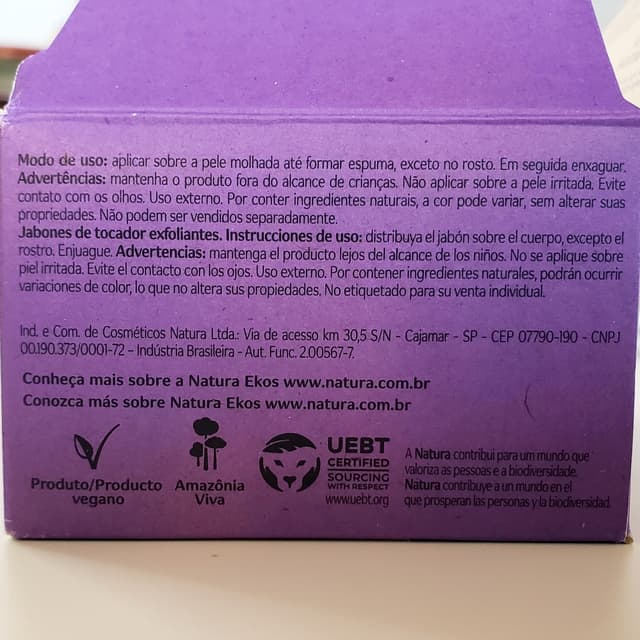 Modo de uso: aplicar sobre a pele molhada até formar espuma, exceto no rosto. Em seguida enxaguar.
Advertências: mantenha o produto fora do alcance de crianças. Não aplicar sobre a pele irritada. Evite
contato com os olhos. Uso externo. Por conter ingredientes naturais, a cor pode variar, sem alterar suas
propriedades. Não podem ser vendidos separadamente.
Jabones de tocador exfoliantes. Instrucciones de uso: distribuya el jabón sobre el cuerpo, excepto el
rostro. Enjuague. Advertencias: mantenga el producto lejos del alcance de los niños. No se aplique sobre
piel irritada. Evite el contacto con los ojos. Uso externo. Por contener ingredientes naturales, podrán ocurrir
variaciones de color, lo que no altera sus propiedades. No etiquetado para su venta individual.
Ind. e Com. de Cosméticos Natura Ltda.: Via de acesso km 30,5 S/N - Cajamar - SP - CEP 07790-190 - CNPJ
00.190.373/0001-72 – Indústria Brasileira - Aut. Func. 2.00567-7.
Conheça mais sobre a Natura Ekos www.natura.com.br
Conozca más sobre Natura Ekos www.natura.com.br
Produto/Producto
vegano
Amazônia
Viva
UEBT
CERTIFIED
SOURCING
WITH RESPECT
www.uebt.org
A Natura contribui para um mundo que
valoriza as pessoas e a biodiversidade.
Natura contribuye a un mundo en el
que prosperan las personas y la biodiversidad.